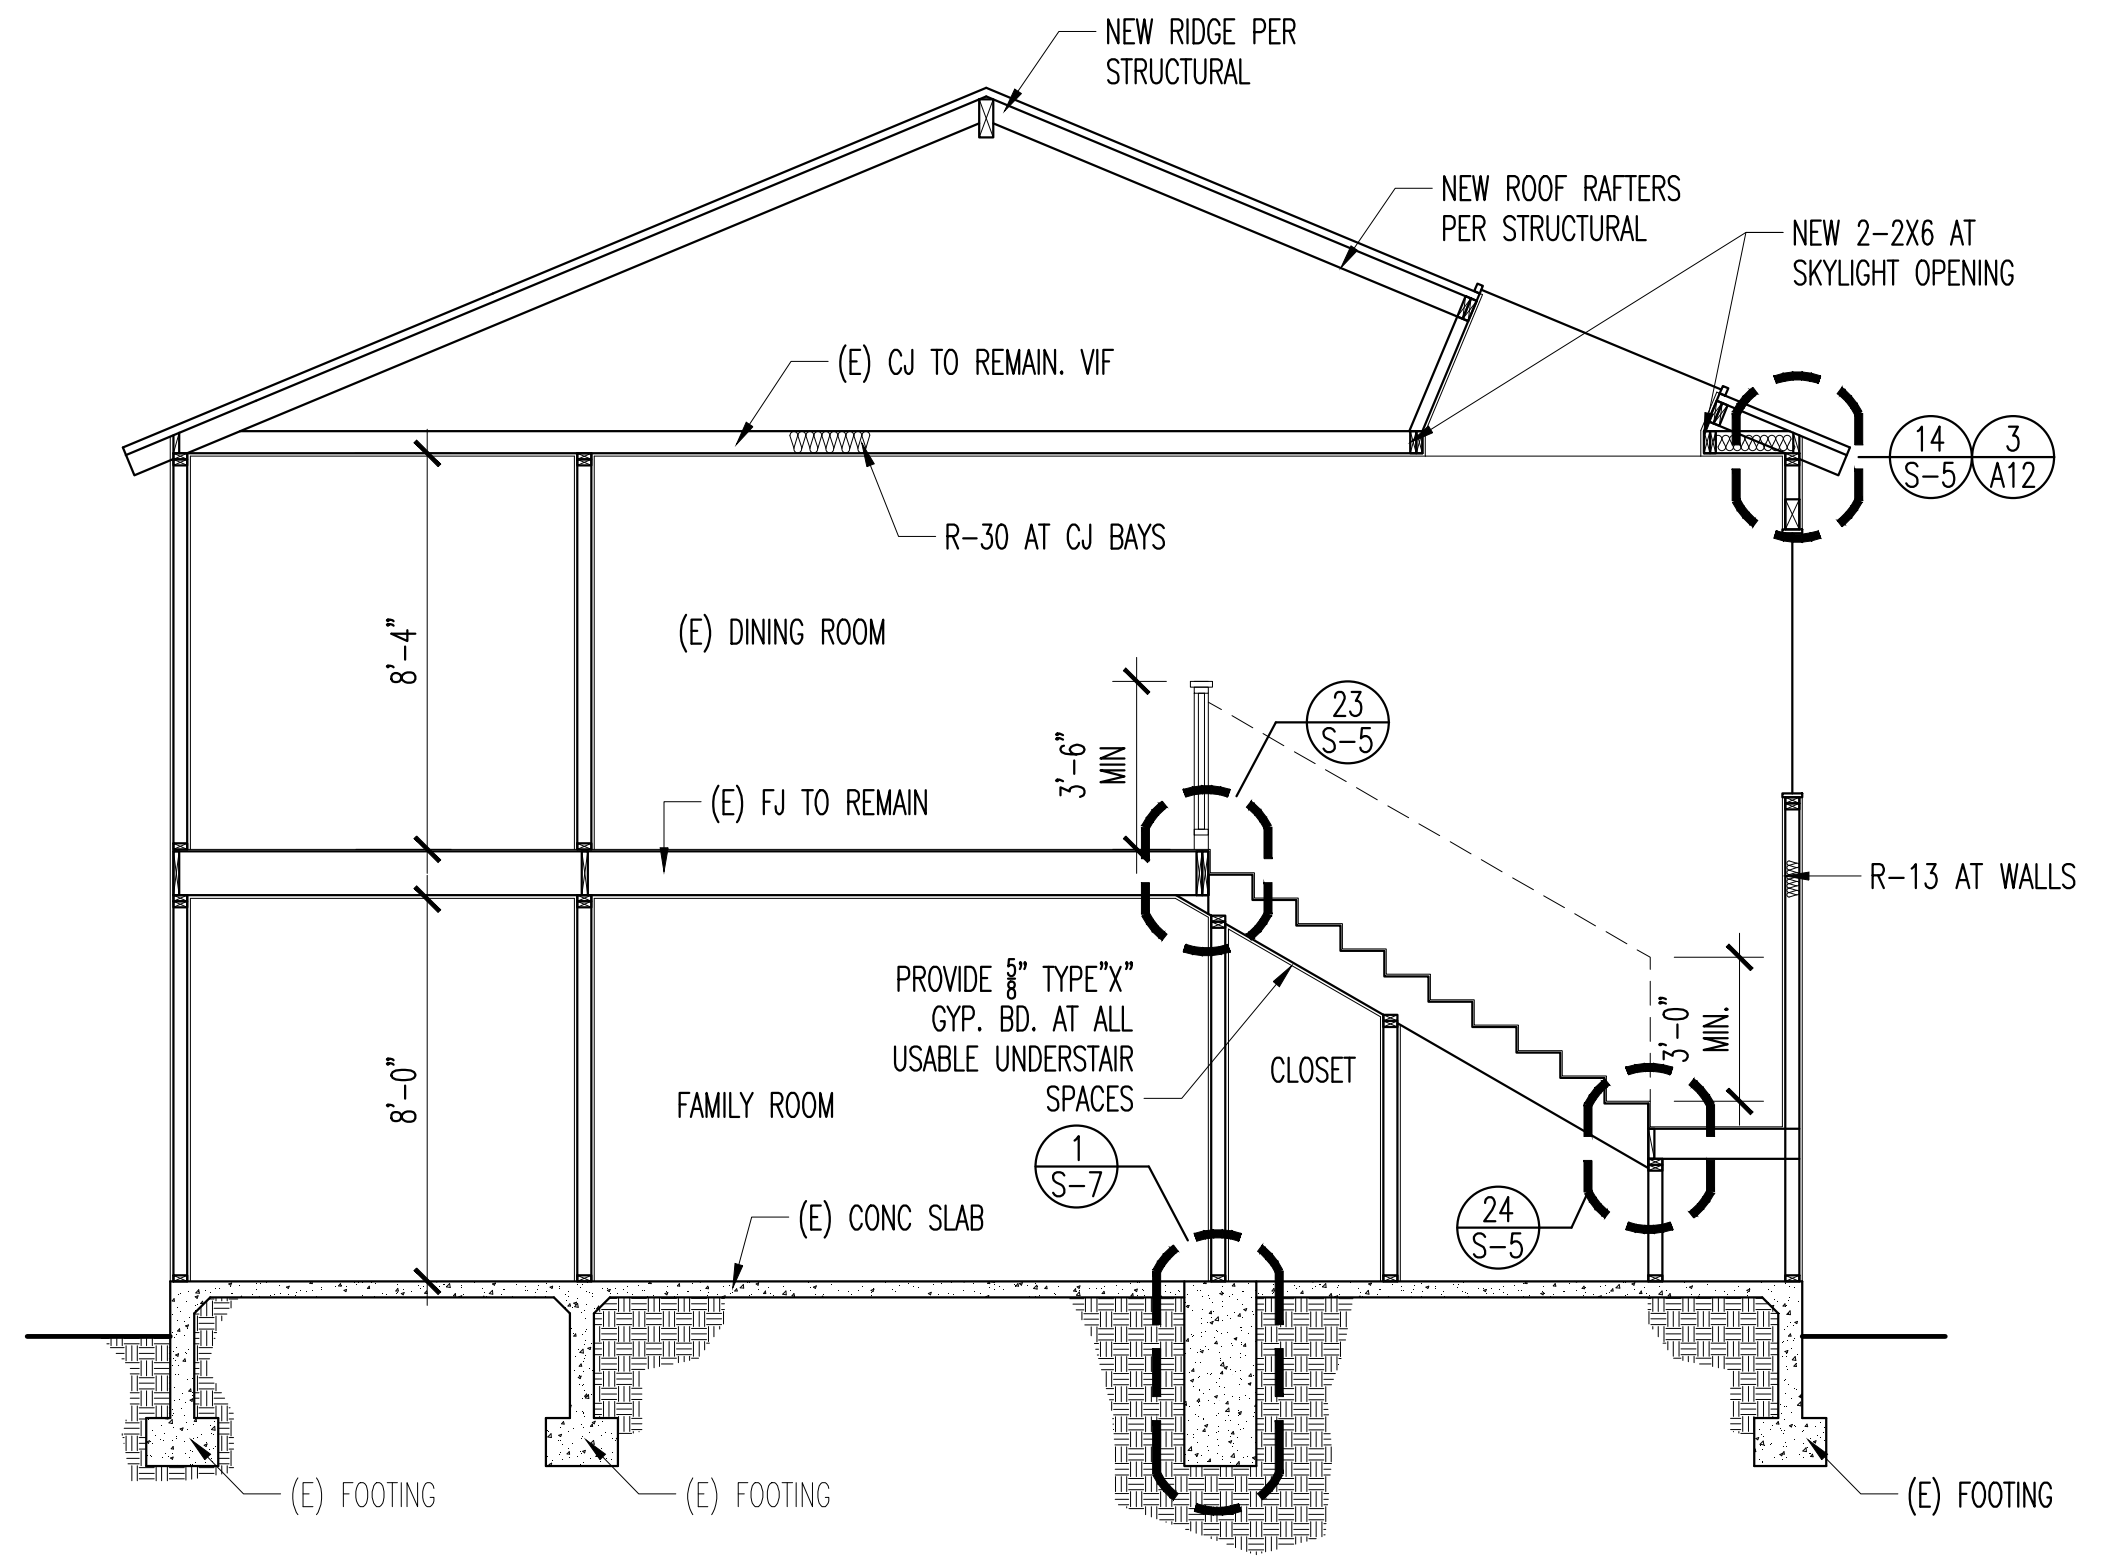 NEW RIDGE PER
STRUCTURAL
NEW ROOF RAFTERS
PER STRUCTURAL
NEW 2-2X6 AT
SKYLIGHT OPENING
(E) CJ TO REMAIN. VIF
14
S-5
3
A12
R-30 AT CJ BAYS
8'-4"
(E) DINING ROOM
23
S-5
3'-6"
MIN
(E) FJ TO REMAIN
R-13 AT WALLS
PROVIDE 5/8" TYPE"X"
GYP. BD. AT ALL
USABLE UNDERSTAIR
SPACES
3'-0"
MIN.
CLOSET
8'-0"
FAMILY ROOM
1
S-7
24
S-5
(E) CONC SLAB
(E) FOOTING
(E) FOOTING
(E) FOOTING